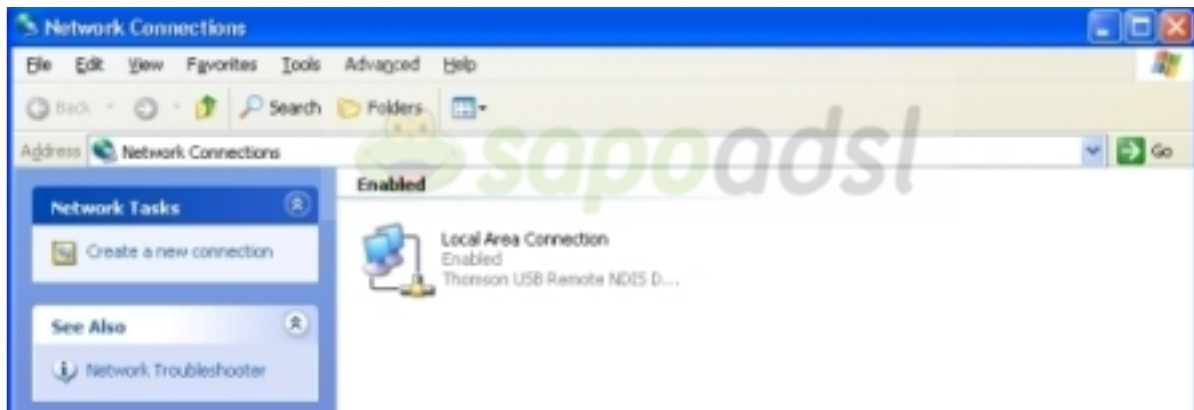 Network Connections
File Edit View Favorites Tools Advanced Help
Back Search Folders
Address Network Connections Go
sapoadsl
Network Tasks
Create a new connection
See Also
Network Troubleshooter
Enabled
Local Area Connection
Enabled
Thomson USB Remote NDIS D...